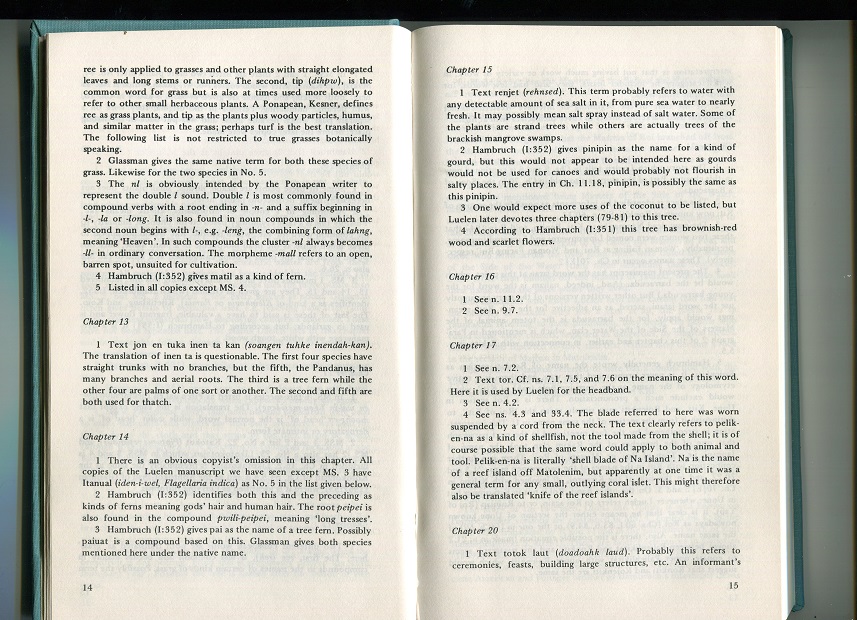 ree is only applied to grasses and other plants with straight elongated
leaves and long stems or runners. The second, tip (dihpw), is the
common word for grass but is also at times used more loosely to
refer to other small herbaceous plants. A Ponapean, Kesner, defines
ree as grass plants, and tip as the plants plus woody particles, humus,
and similar matter in the grass; perhaps turf is the best translation.
The following list is not restricted to true grasses botanically
speaking.
2 Glassman gives the same native term for both these species of
grass. Likewise for the two species in No. 5.
3 The nl is obviously intended by the Ponapean writer to
represent the double l sound. Double l is most commonly found in
compound verbs with a root ending in -n- and a suffix beginning in
-l-, -la or -long. It is also found in noun compounds in which the
second noun begins with l-, e.g. -leng, the combining form of lahng,
meaning 'Heaven'. In such compounds the cluster -nl always becomes
-ll- in ordinary conversation. The morpheme -mall refers to an open,
barren spot, unsuited for cultivation.
4 Hambruch (I:352) gives matil as a kind of fern.
5 Listed in all copies except MS. 4.
Chapter 13
1 Text jon en tuka inen ta kan (soangen tuhke inendah-kan).
The translation of inen ta is questionable. The first four species have
straight trunks with no branches, but the fifth, the Pandanus, has
many branches and aerial roots. The third is a tree fern while the
other four are palms of one sort or another. The second and fifth are
both used for thatch.
Chapter 14
1 There is an obvious copyist's omission in this chapter. All
copies of the Luelen manuscript we have seen except MS. 3 have
Itanual (iden-i-wel, Flagellaria indica) as No. 5 in the list given below.
2 Hambruch (I:352) identifies both this and the preceding as
kinds of ferns meaning gods' hair and human hair. The root peipei is
also found in the compound pwili-peipei, meaning 'long tresses'.
3 Hambruch (I:352) gives pai as the name of a tree fern. Possibly
paiuat is a compound based on this. Glassman gives both species
mentioned here under the native name.
14
Chapter 15
1 Text renjet (rehnsed). This term probably refers to water with
any detectable amount of sea salt in it, from pure sea water to nearly
fresh. It may possibly mean salt spray instead of salt water. Some of
the plants are strand trees while others are actually trees of the
brackish mangrove swamps.
2 Hambruch (I:352) gives pinipin as the name for a kind of
gourd, but this would not appear to be intended here as gourds
would not be used for canoes and would probably not flourish in
salty places. The entry in Ch. 11.18, pinipin, is possibly the same as
this pinipin.
3 One would expect more uses of the coconut to be listed, but
Luelen later devotes three chapters (79-81) to this tree.
4 According to Hambruch (I:351) this tree has brownish-red
wood and scarlet flowers.
Chapter 16
1 See n. 11.2.
2 See n. 9.7.
Chapter 17
1 See n. 7.2.
2 Text tor. Cf. ns. 7.1, 7.5, and 7.6 on the meaning of this word.
Here it is used by Luelen for the headband.
3 See n. 4.2.
4 See ns. 4.3 and 33.4. The blade referred to here was worn
suspended by a cord from the neck. The text clearly refers to pelik-
en-na as a kind of shellfish, not the tool made from the shell; it is of
course possible that the same word could apply to both animal and
tool. Pelik-en-na is literally 'shell blade of Na Island'. Na is the name
of a reef island off Matolenim, but apparently at one time it was a
general term for any small, outlying coral islet. This might therefore
also be translated 'knife of the reef islands'.
Chapter 20
1 Text totok laut (doadoahk laud). Probably this refers to
ceremonies, feasts, building large structures, etc. An informant's
15